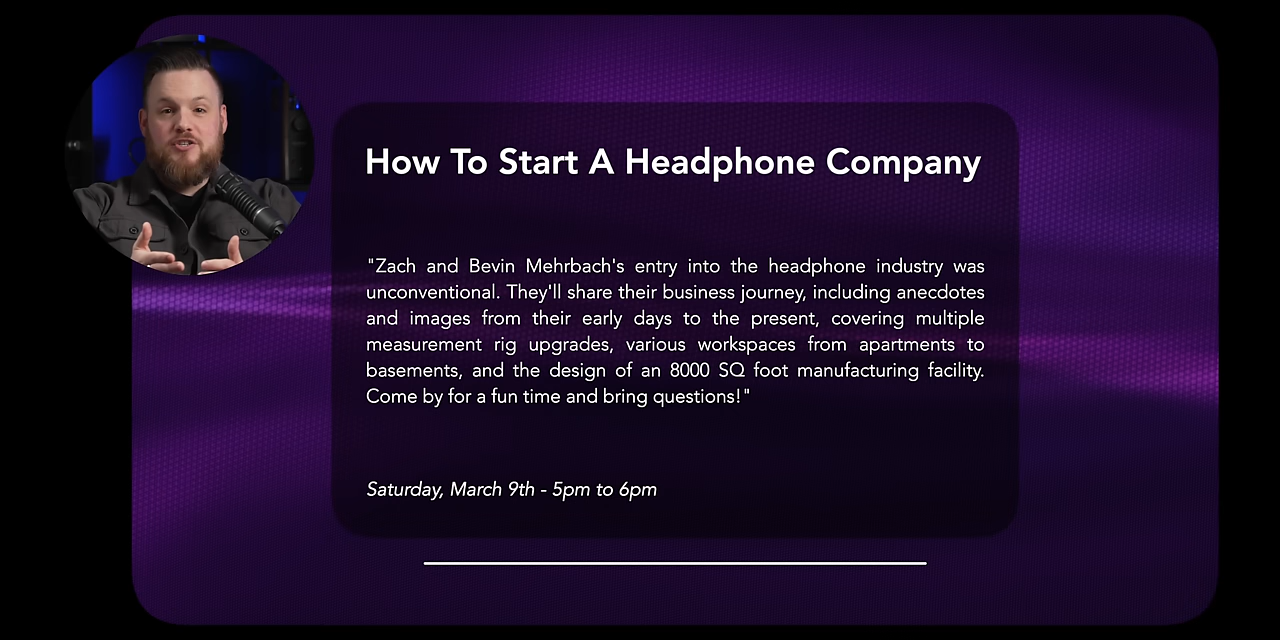 How To Start A Headphone Company
"Zach and Bevin Mehrbach's entry into the headphone industry was
unconventional. They'll share their business journey, including anecdotes
and images from their early days to the present, covering multiple
measurement rig upgrades, various workspaces from apartments to
basements, and the design of an 8000 SQ foot manufacturing facility.
Come by for a fun time and bring questions!"
Saturday, March 9th - 5pm to 6pm